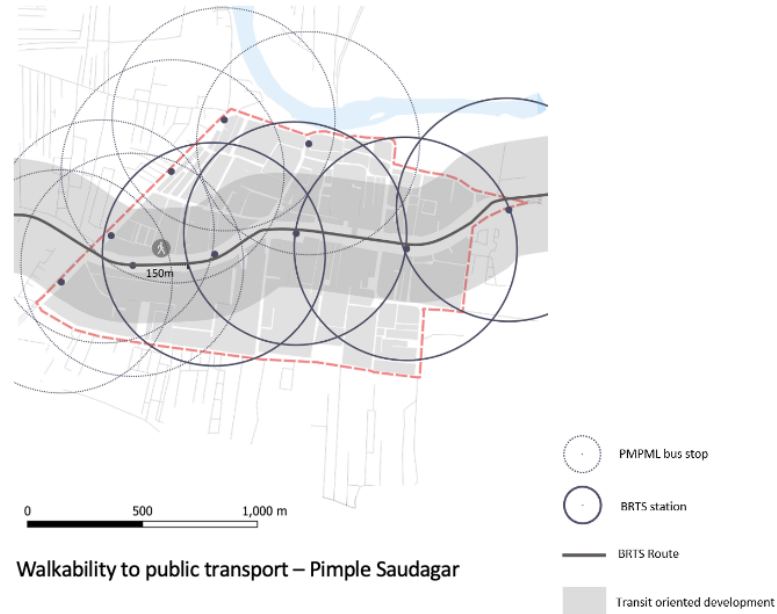 150m
0
500
1,000 m
Walkability to public transport – Pimple Saudagar
PMPML bus stop
BRTS station
BRTS Route
Transit oriented development